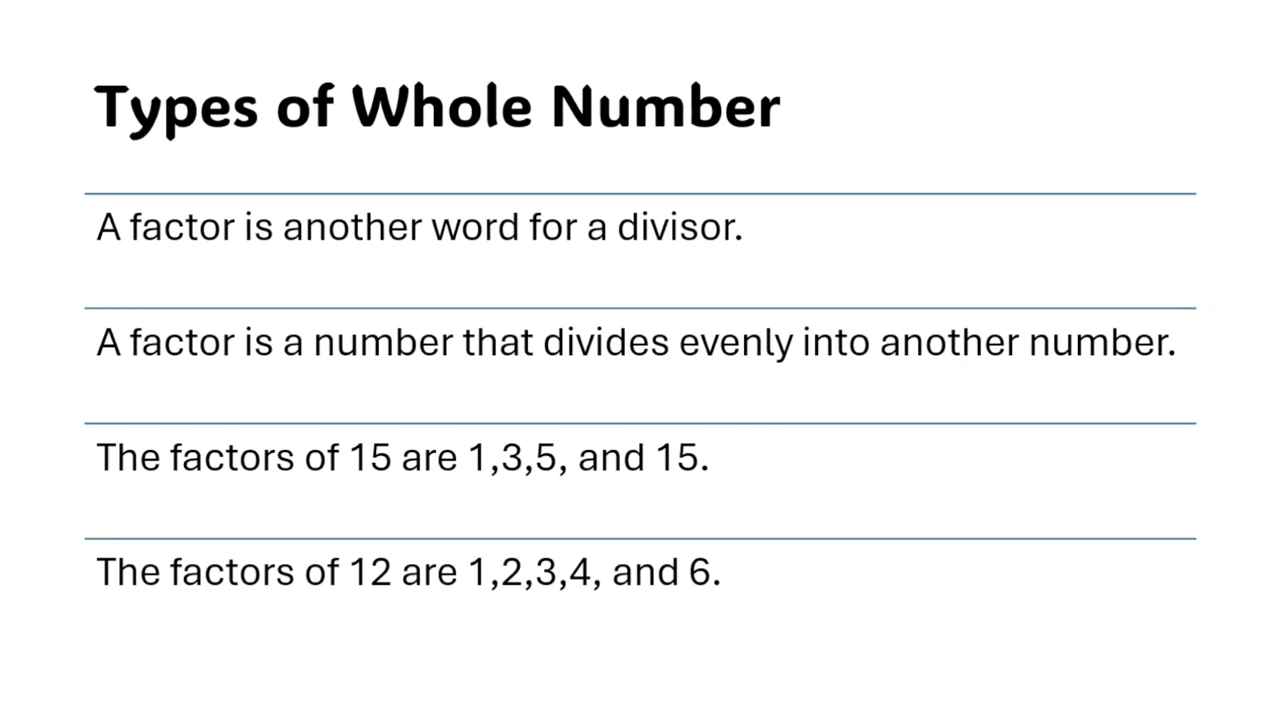 Types of Whole Number
A factor is another word for a divisor.
A factor is a number that divides evenly into another number.
The factors of 15 are 1,3,5, and 15.
The factors of 12 are 1,2,3,4, and 6.